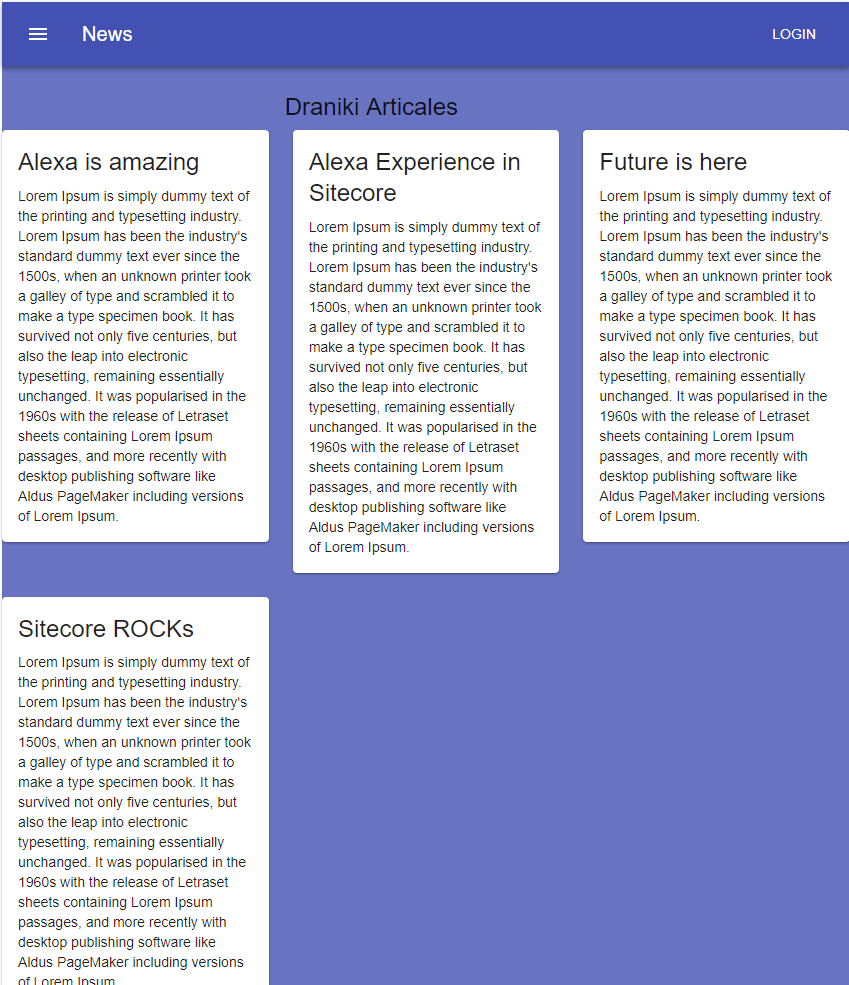 News
LOGIN
Draniki Articales
Alexa is amazing
Lorem Ipsum is simply dummy text of
the printing and typesetting industry.
Lorem Ipsum has been the industry's
standard dummy text ever since the
1500s, when an unknown printer took
a galley of type and scrambled it to
make a type specimen book. It has
survived not only five centuries, but
also the leap into electronic
typesetting, remaining essentially
unchanged. It was popularised in the
1960s with the release of Letraset
sheets containing Lorem Ipsum
passages, and more recently with
desktop publishing software like
Aldus PageMaker including versions
of Lorem Ipsum.
Alexa Experience in
Sitecore
Lorem Ipsum is simply dummy text of
the printing and typesetting industry.
Lorem Ipsum has been the industry's
standard dummy text ever since the
1500s, when an unknown printer took
a galley of type and scrambled it to
make a type specimen book. It has
survived not only five centuries, but
also the leap into electronic
typesetting, remaining essentially
unchanged. It was popularised in the
1960s with the release of Letraset
sheets containing Lorem Ipsum
passages, and more recently with
desktop publishing software like
Aldus PageMaker including versions
of Lorem Ipsum.
Future is here
Lorem Ipsum is simply dummy text of
the printing and typesetting industry.
Lorem Ipsum has been the industry's
standard dummy text ever since the
1500s, when an unknown printer took
a galley of type and scrambled it to
make a type specimen book. It has
survived not only five centuries, but
also the leap into electronic
typesetting, remaining essentially
unchanged. It was popularised in the
1960s with the release of Letraset
sheets containing Lorem Ipsum
passages, and more recently with
desktop publishing software like
Aldus PageMaker including versions
of Lorem Ipsum.
Sitecore ROCKs
Lorem Ipsum is simply dummy text of
the printing and typesetting industry.
Lorem Ipsum has been the industry's
standard dummy text ever since the
1500s, when an unknown printer took
a galley of type and scrambled it to
make a type specimen book. It has
survived not only five centuries, but
also the leap into electronic
typesetting, remaining essentially
unchanged. It was popularised in the
1960s with the release of Letraset
sheets containing Lorem Ipsum
passages, and more recently with
desktop publishing software like
Aldus PageMaker including versions
of Lorem Ipsum.